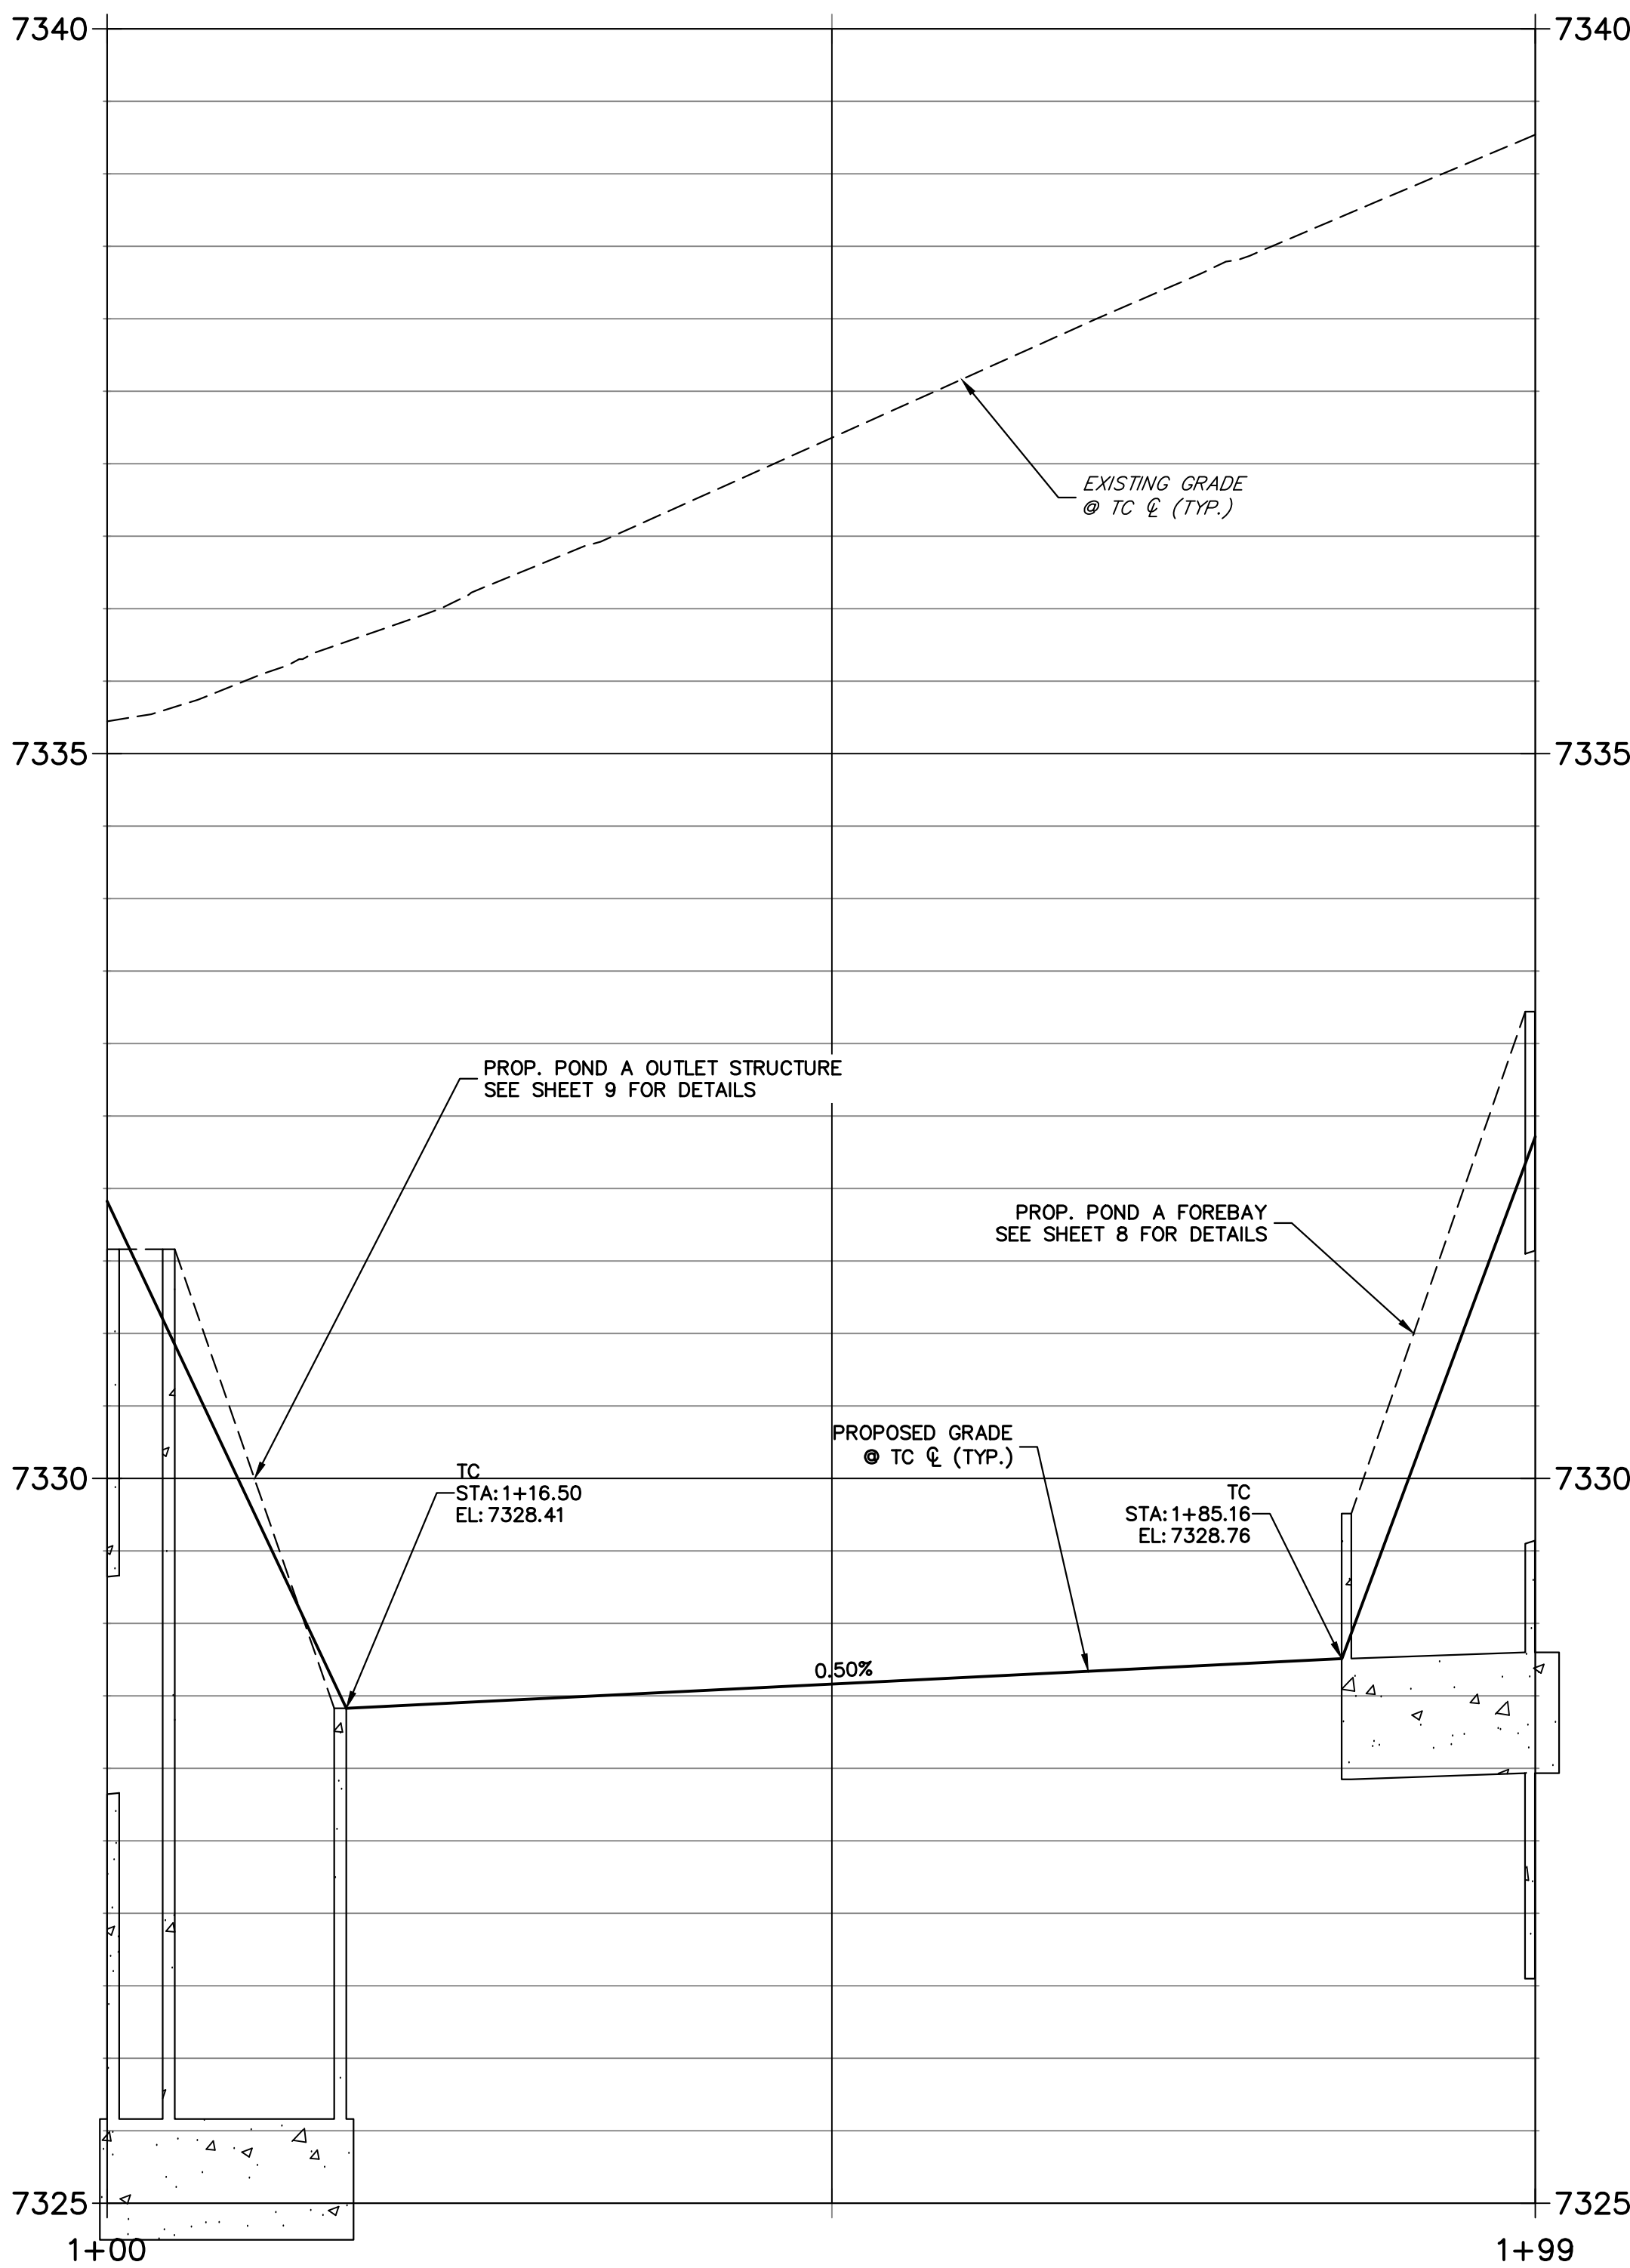 7340
7340
EXISTING GRADE
@ TC ℄ (TYP.)
7335
7335
PROP. POND A OUTLET STRUCTURE
SEE SHEET 9 FOR DETAILS
PROP. POND A FOREBAY
SEE SHEET 8 FOR DETAILS
PROPOSED GRADE
@ TC ℄ (TYP.)
7330
7330
TC
STA: 1+16.50
EL: 7328.41
TC
STA: 1+85.16
EL: 7328.76
0.50%
7325
7325
1+00
1+99